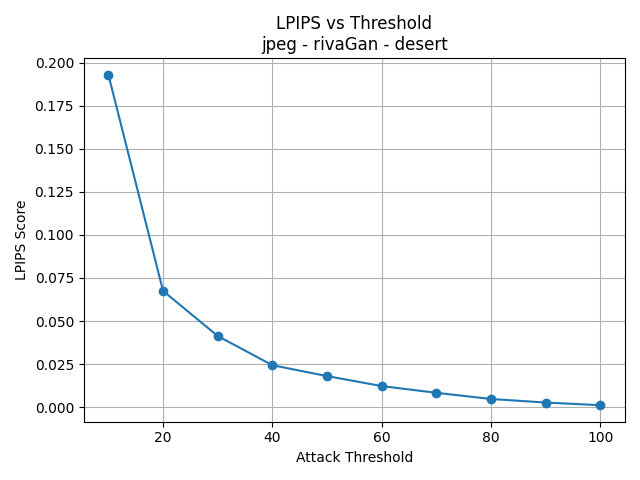 LPIPS vs Threshold
jpeg - rivaGan - desert
0.200
0.175
0.150
0.125
0.100
0.075
0.050
0.025
0.000
LPIPS Score
20 40 60 80 100
Attack Threshold